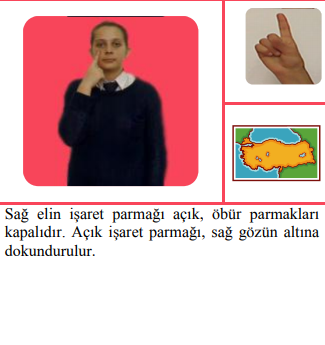 Sağ elin işaret parmağı açık, öbür parmakları
kapalıdır. Açık işaret parmağı, sağ gözün altına
dokundurulur.